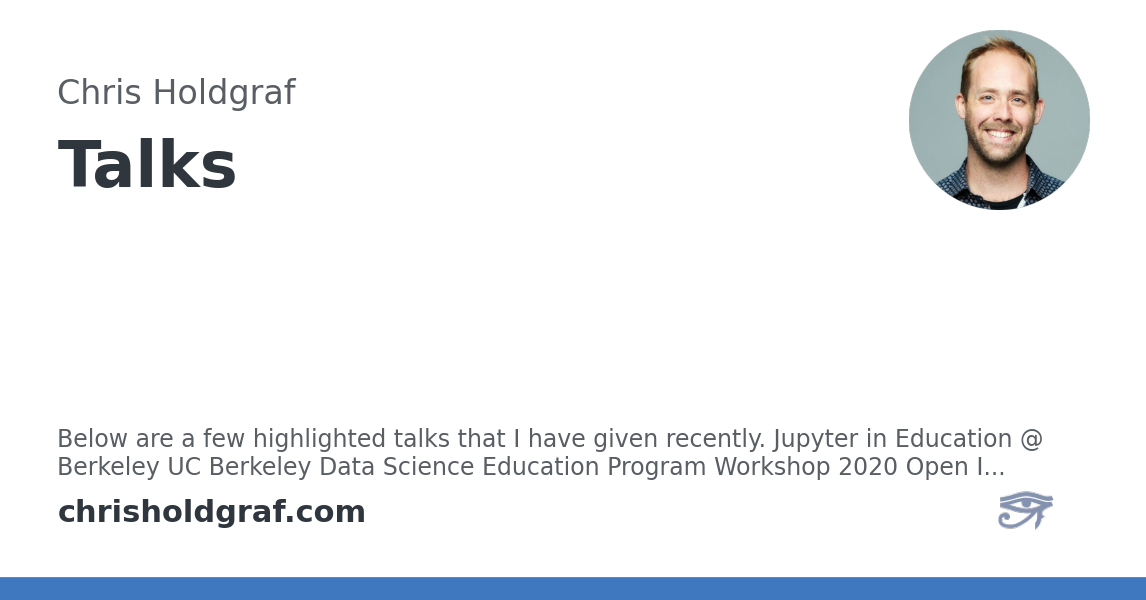 Chris Holdgraf
Talks
Below are a few highlighted talks that I have given recently. Jupyter in Education @
Berkeley UC Berkeley Data Science Education Program Workshop 2020 Open I...
chrisholdgraf.com